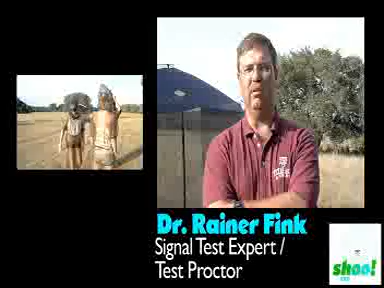 Dr. Rainer Fink
Signal Test Expert /
Test Proctor
shoo!